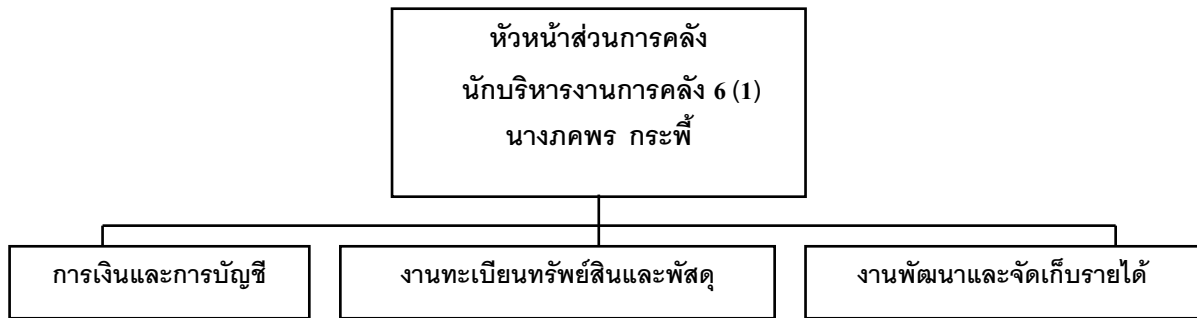 หัวหน้าส่วนการคลัง
นักบริหารงานการคลัง 6 (1)
นางภคพร กระพี้
การเงินและการบัญชี
งานทะเบียนทรัพย์สินและพัสดุ
งานพัฒนาและจัดเก็บรายได้